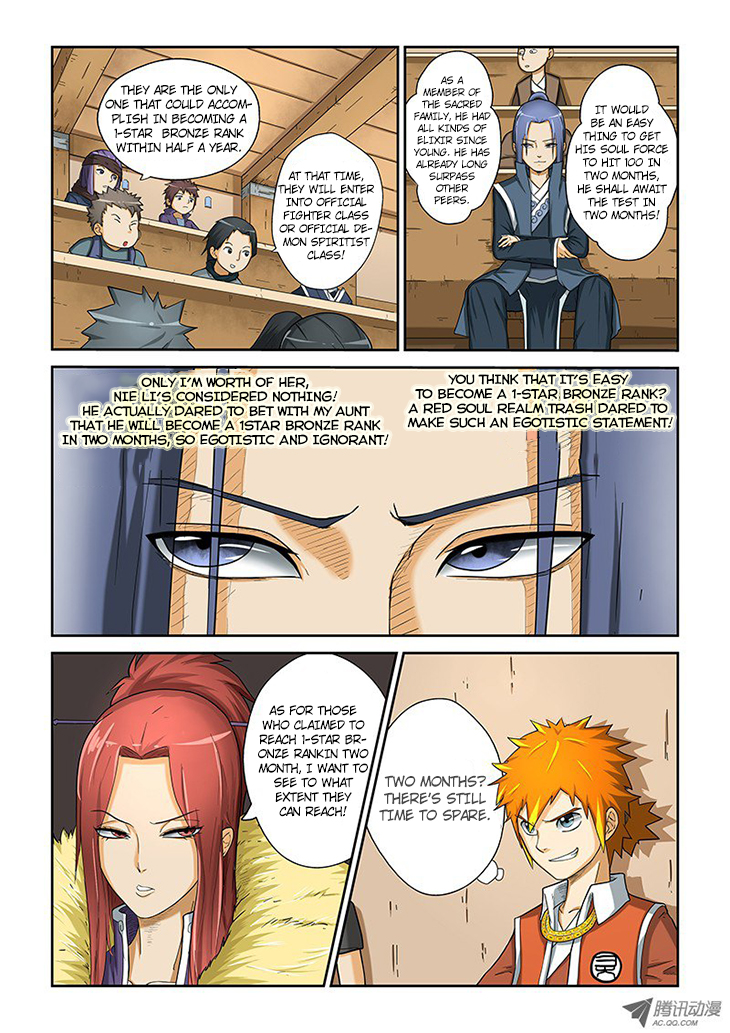 THEY ARE THE ONLY
ONE THAT COULD ACCOM-
PLISH IN BECOMING A
1-STAR BRONZE RANK
WITHIN HALF A YEAR.
AT THAT TIME,
THEY WILL ENTER
INTO OFFICIAL
FIGHTER CLASS
OR OFFICIAL DE-
MON SPIRITIST
CLASS!
AS A
MEMBER OF
THE SACRED
FAMILY, HE HAD
ALL KINDS OF
ELIXIR SINCE
YOUNG. HE HAS
ALREADY LONG
SURPASS
OTHER
PEERS.
IT WOULD
BE AN EASY
THING TO GET
HIS SOUL FORCE
TO HIT 100 IN
TWO MONTHS,
HE SHALL AWAIT
THE TEST IN
TWO MONTHS!
ONLY I'M WORTH OF HER,
NIE LI'S CONSIDERED NOTHING!
HE ACTUALLY DARED TO BET WITH MY AUNT
THAT HE WILL BECOME A 1STAR BRONZE RANK
IN TWO MONTHS, SO EGOTISTIC AND IGNORANT!
YOU THINK THAT IT'S EASY
TO BECOME A 1-STAR BRONZE RANK?
A RED SOUL REALM TRASH DARED TO
MAKE SUCH AN EGOTISTIC STATEMENT!
AS FOR THOSE
WHO CLAIMED TO
REACH 1-STAR BR-
ONZE RANKIN TWO
MONTH, I WANT TO
SEE TO WHAT
EXTENT THEY
CAN REACH!
TWO MONTHS?
THERE'S STILL
TIME TO SPARE.
腾讯动漫
AC.QQ.COM